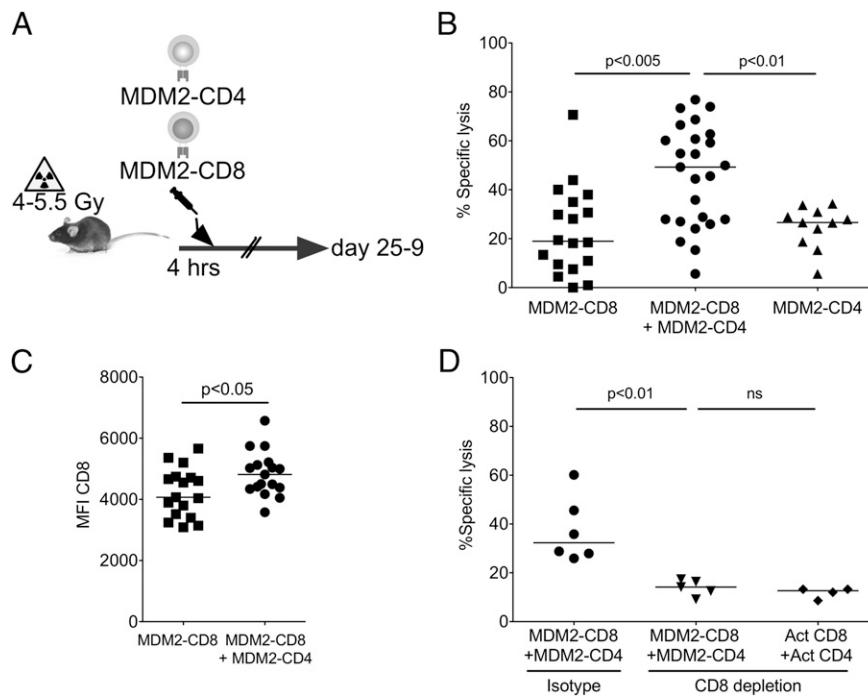 A
MDM2-CD4
MDM2-CD8
4-5.5 Gy
4 hrs
day 25-9
B
% Specific lysis
100
80
60
40
20
0
p<0.005
p<0.01
MDM2-CD8
MDM2-CD8
+ MDM2-CD4
MDM2-CD4
C
MFI CD8
8000
6000
4000
2000
0
p<0.05
MDM2-CD8
MDM2-CD8
+ MDM2-CD4
D
%Specific lysis
100
80
60
40
20
0
p<0.01
ns
MDM2-CD8
+MDM2-CD4
MDM2-CD8
+MDM2-CD4
Act CD8
+Act CD4
Isotype
CD8 depletion